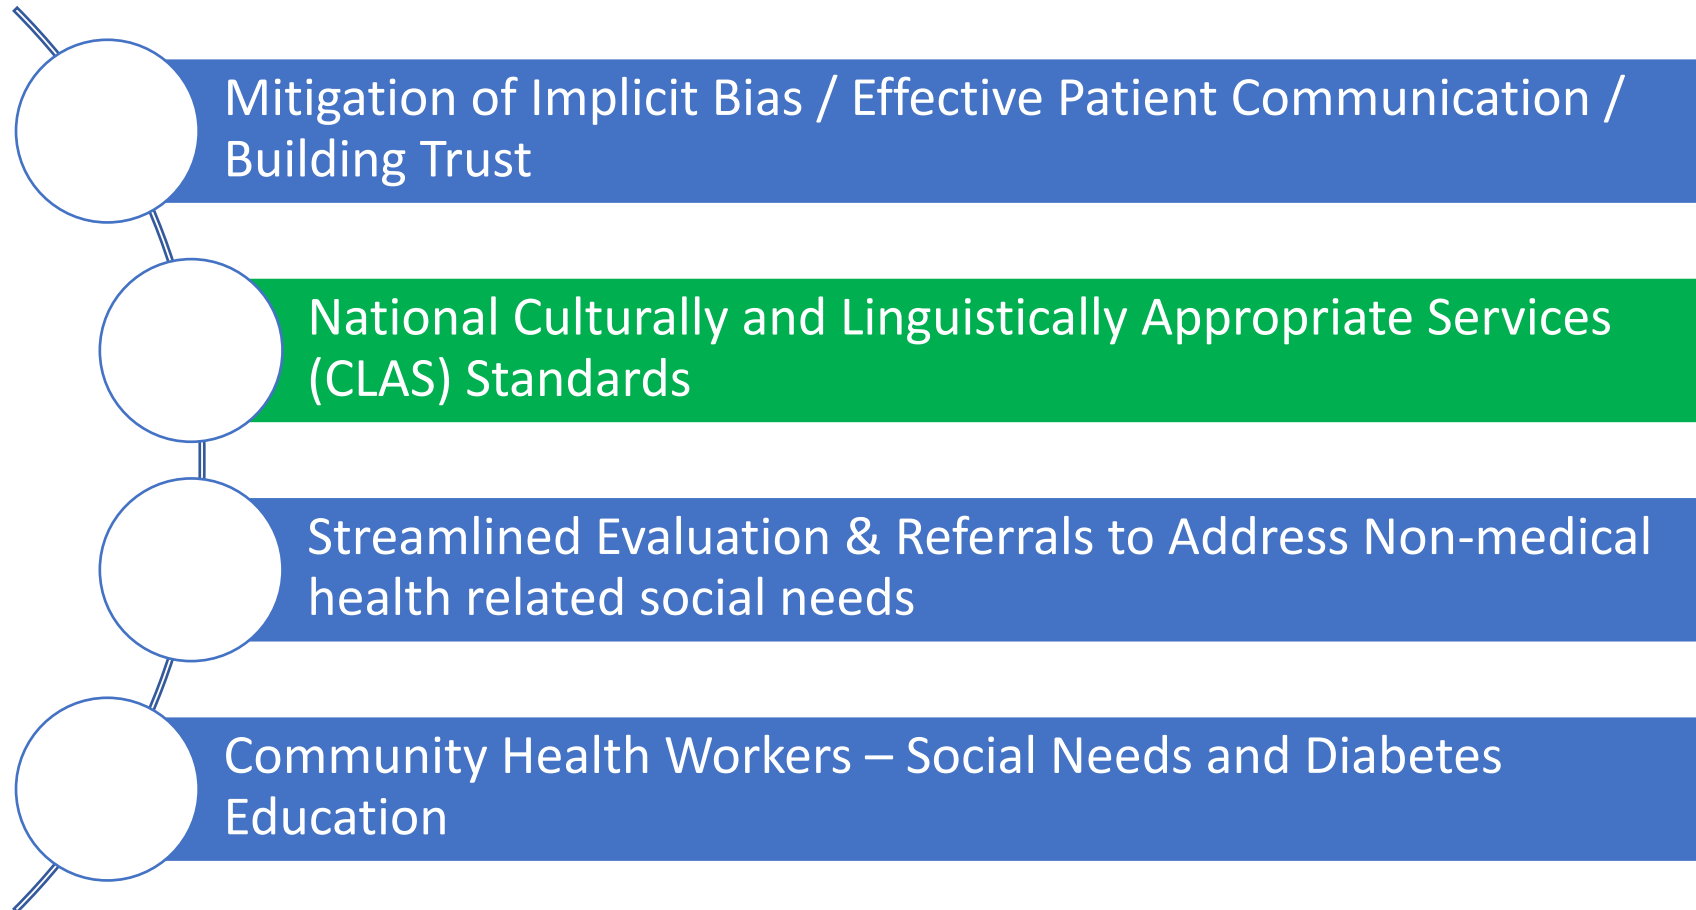 Mitigation of Implicit Bias / Effective Patient Communication /
Building Trust
National Culturally and Linguistically Appropriate Services
(CLAS) Standards
Streamlined Evaluation & Referrals to Address Non-medical
health related social needs
Community Health Workers – Social Needs and Diabetes
Education